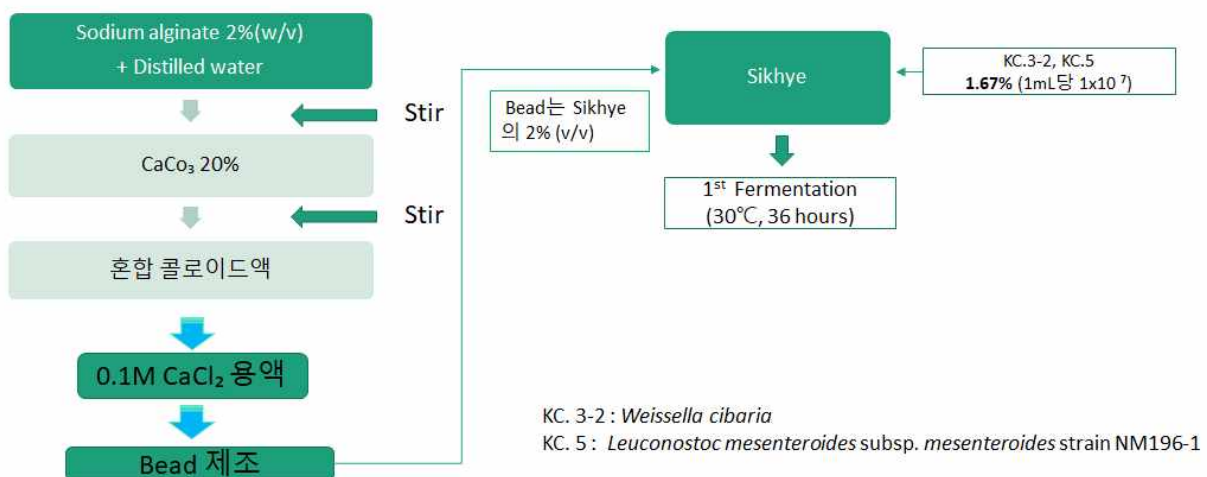 Sodium alginate 2%(w/v)
+ Distilled water
Stir
CaCo₃ 20%
Stir
혼합 콜로이드액
0.1M CaCl₂ 용액
Bead 제조
Bead는 Sikhye
의 2% (v/v)
Sikhye
KC.3-2, KC.5
1.67% (1mL당 1x10 ⁷)
1ˢᵗ Fermentation
(30℃, 36 hours)
KC. 3-2 : Weissella cibaria
KC. 5 : Leuconostoc mesenteroides subsp. mesenteroides strain NM196-1